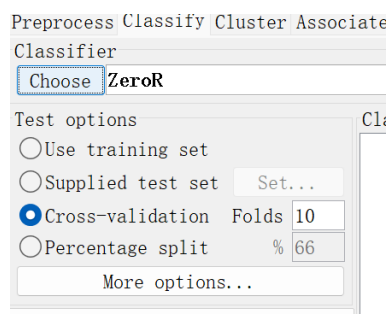 Preprocess Classify Cluster Associate
Classifier
Choose ZeroR
Test options
Use training set
Supplied test set Set...
Cross-validation Folds 10
Percentage split % 66
More options...